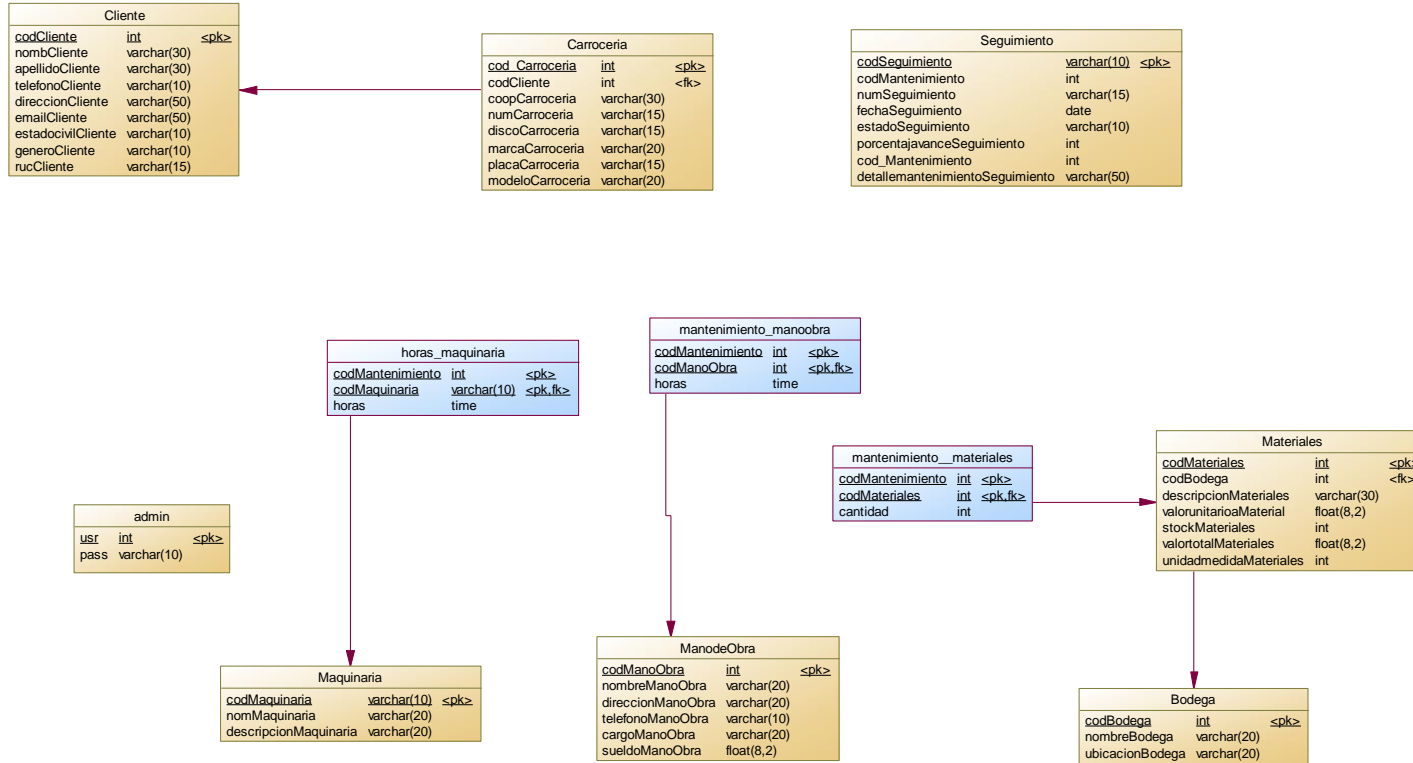 Cliente
codCliente int <pk>
nombCliente varchar(30)
apellidoCliente varchar(30)
telefonoCliente varchar(10)
direccionCliente varchar(50)
emailCliente varchar(50)
estadocivilCliente varchar(10)
generoCliente varchar(10)
rucCliente varchar(15)
Carroceria
cod_Carroceria int <pk>
codCliente int <fk>
coopCarroceria varchar(30)
numCarroceria varchar(15)
discoCarroceria varchar(15)
marcaCarroceria varchar(20)
placaCarroceria varchar(15)
modeloCarroceria varchar(20)
Seguimiento
codSeguimiento varchar(10) <pk>
codMantenimiento int
numSeguimiento varchar(15)
fechaSeguimiento date
estadoSeguimiento varchar(10)
porcentajavanceSeguimiento int
cod_Mantenimiento int
detallemantenimientoSeguimiento varchar(50)
horas_maquinaria
codMantenimiento int <pk>
codMaquinaria varchar(10) <pk,fk>
horas time
mantenimiento_manoobra
codMantenimiento int <pk>
codManoObra int <pk,fk>
horas time
mantenimiento__materiales
codMantenimiento int <pk>
codMateriales int <pk,fk>
cantidad int
Materiales
codMateriales int <pk>
codBodega int <fk>
descripcionMateriales varchar(30)
valorunitarioaMaterial float(8,2)
stockMateriales int
valortotalMateriales float(8,2)
unidadmedidaMateriales int
admin
usr int <pk>
pass varchar(10)
Maquinaria
codMaquinaria varchar(10) <pk>
nomMaquinaria varchar(20)
descripcionMaquinaria varchar(20)
ManodeObra
codManoObra int <pk>
nombreManoObra varchar(20)
direccionManoObra varchar(20)
telefonoManoObra varchar(10)
cargoManoObra varchar(20)
sueldoManoObra float(8,2)
Bodega
codBodega int <pk>
nombreBodega varchar(20)
ubicacionBodega varchar(20)